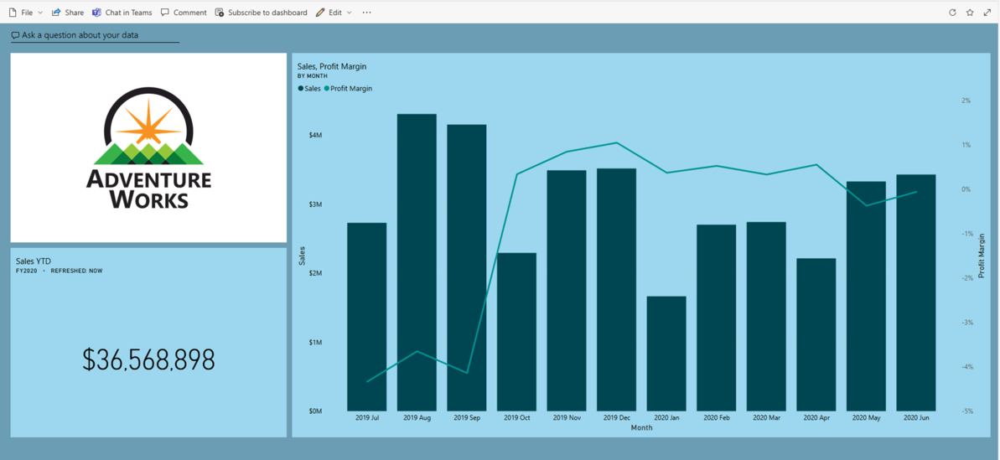 File Share Chat in Teams Comment Subscribe to dashboard Edit ...
Ask a question about your data
ADVENTURE
WORKS
Sales YTD
FY2020 • REFRESHED: NOW
$36,568,898
Sales, Profit Margin
BY MONTH
Sales Profit Margin
2%
$4M
1%
0%
$3M
-1%
Sales
Profit Margin
$2M
-2%
-3%
$1M
-4%
$0M
-5%
2019 Jul 2019 Aug 2019 Sep 2019 Oct 2019 Nov 2019 Dec 2020 Jan 2020 Feb 2020 Mar 2020 Apr 2020 May 2020 Jun
Month